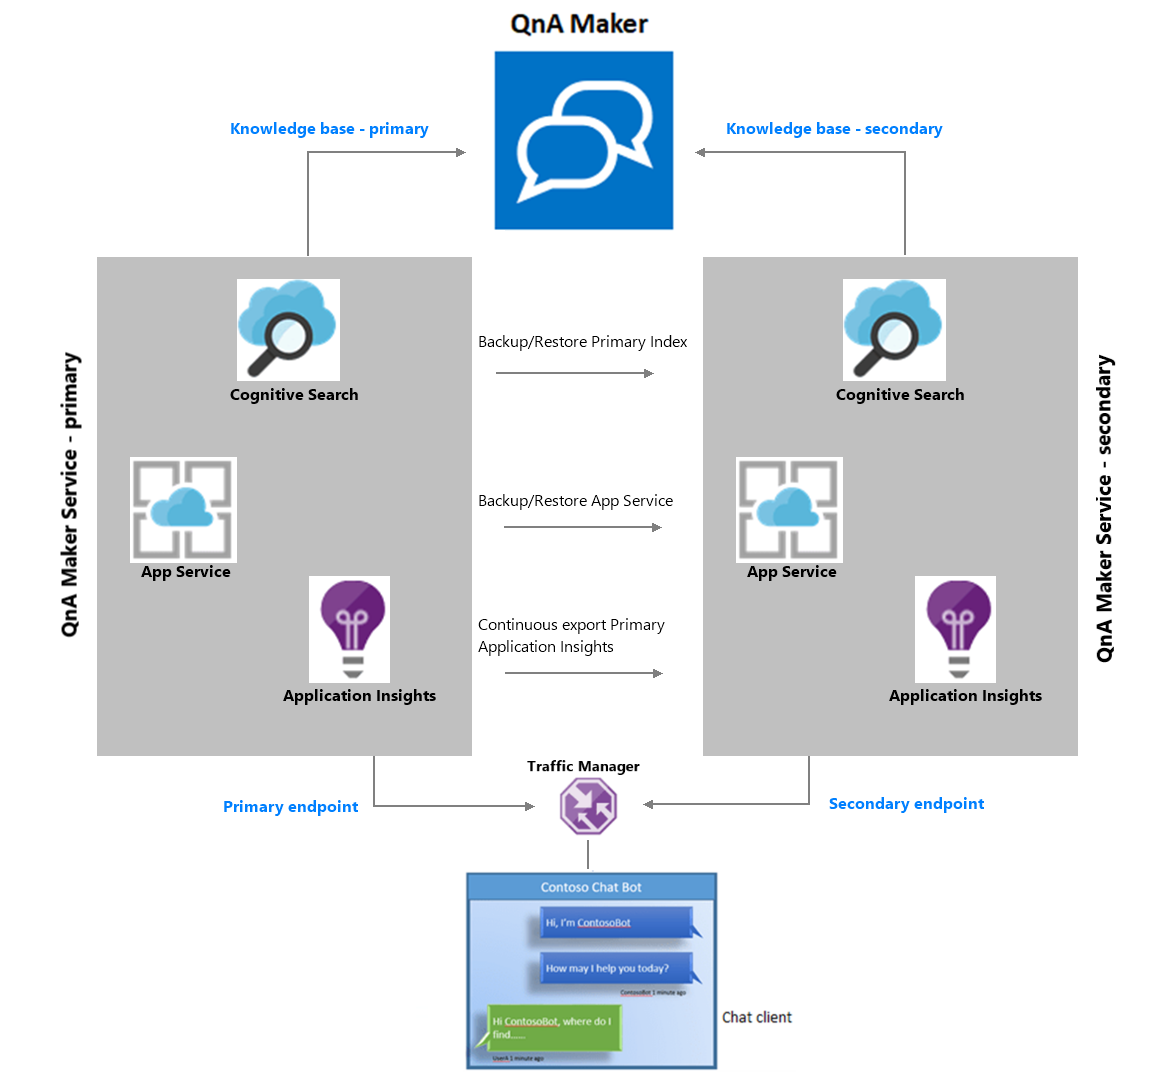 QnA Maker
Knowledge base - primary
Knowledge base - secondary
QnA Maker Service - primary
Cognitive Search
App Service
Application Insights
Backup/Restore Primary Index
Backup/Restore App Service
Continuous export Primary
Application Insights
Cognitive Search
App Service
Application Insights
QnA Maker Service - secondary
Traffic Manager
Primary endpoint
Secondary endpoint
Contoso Chat Bot
Hi, I'm ContosoBot
How may I help you today?
ContosoBot 1 minute ago
Hi ContosoBot, where do I
find......
UserA 1 minute ago
Chat client